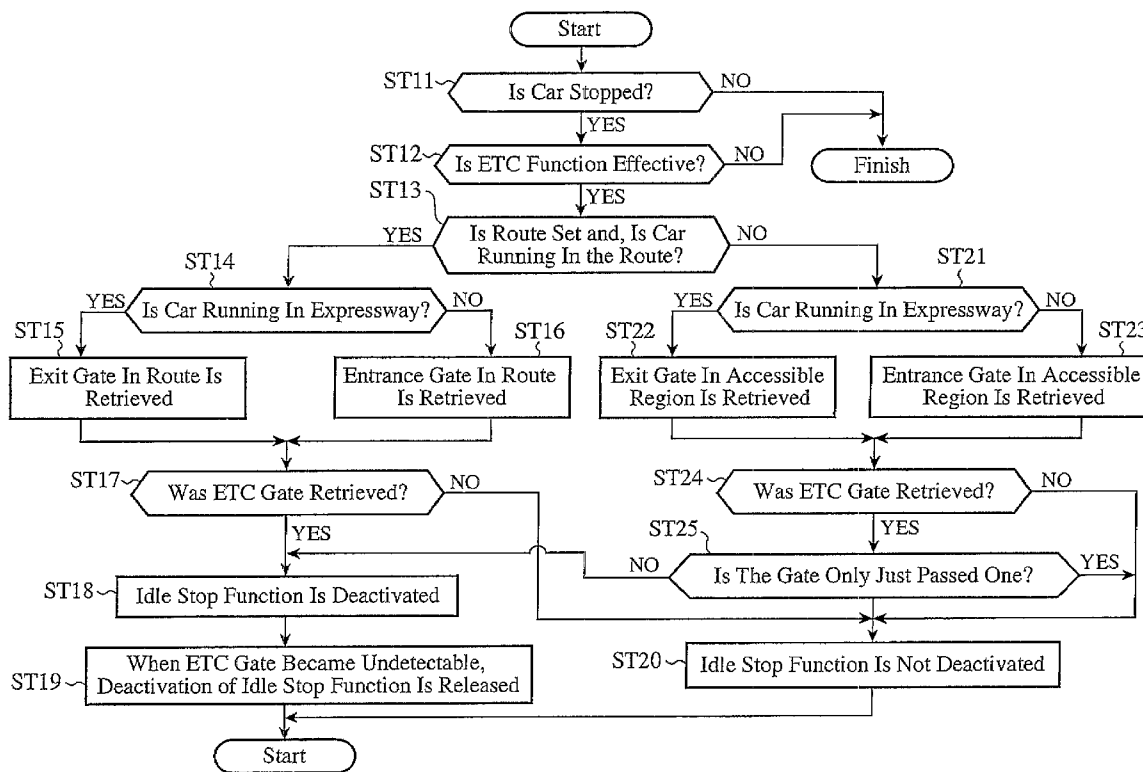 Start
ST11
Is Car Stopped?
NO
YES
ST12
Is ETC Function Effective?
NO
Finish
YES
ST13
YES
Is Route Set and, Is Car
Running In the Route?
NO
ST14
YES
Is Car Running In Expressway?
NO
ST21
YES
Is Car Running In Expressway?
NO
ST15
Exit Gate In Route Is
Retrieved
ST16
Entrance Gate In Route
Is Retrieved
ST22
Exit Gate In Accessible
Region Is Retrieved
ST23
Entrance Gate In Accessible
Region Is Retrieved
ST17
Was ETC Gate Retrieved?
NO
YES
ST24
Was ETC Gate Retrieved?
NO
YES
ST25
NO
Is The Gate Only Just Passed One?
YES
ST18
Idle Stop Function Is Deactivated
ST19
When ETC Gate Became Undetectable,
Deactivation of Idle Stop Function Is Released
ST20
Idle Stop Function Is Not Deactivated
Start